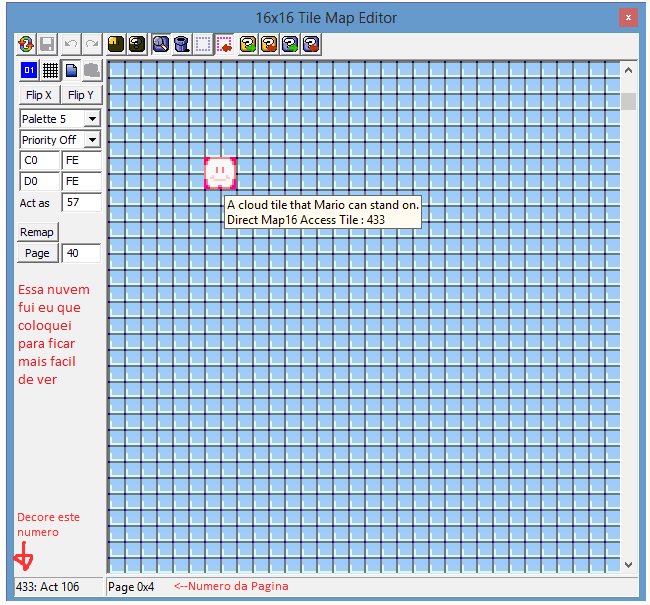 16x16 Tile Map Editor
x
01
Flip X Flip Y
Palette 5
Priority Off
C0 FE
D0 FE
Act as 57
A cloud tile that Mario can stand on.
Direct Map16 Access Tile : 433
Remap
Page 40
Essa nuvem
fui eu que
coloquei
para ficar
mais facil
de ver
Decore este
numero
433: Act 106 Page 0x4 <--Numero da Pagina